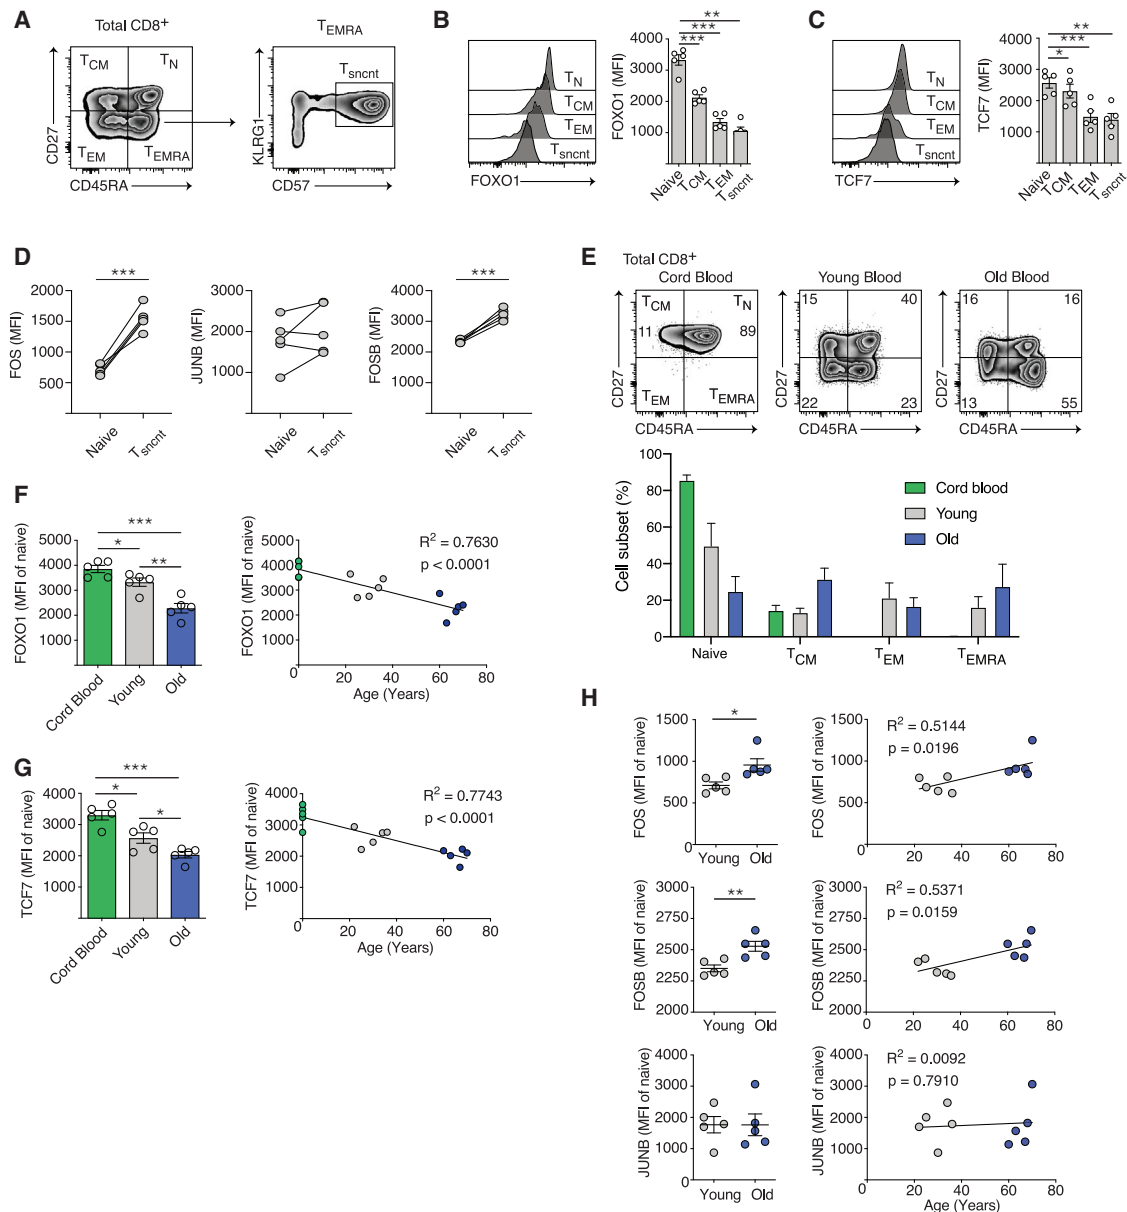 A
Total CD8+
TCM
TN
TEM
TEMRA
CD27
CD45RA
TEMRA
Tsncnt
KLRG1
CD57
B
TN
TCM
TEM
Tsncnt
FOXO1
**
***
***
FOXO1 (MFI)
4000
3000
2000
1000
Naive
TCM
TEM
Tsncnt
C
TN
TCM
TEM
Tsncnt
TCF7
**
***
*
TCF7 (MFI)
4000
3000
2000
1000
Naive
TCM
TEM
Tsncnt
D
***
FOS (MFI)
2000
1500
1000
500
Naive
Tsncnt
JUNB (MFI)
3000
2000
1000
Naive
Tsncnt
***
FOSB (MFI)
4000
3000
2000
1000
Naive
Tsncnt
E
Total CD8+
Cord Blood
Young Blood
Old Blood
TCM
TN
11
89
TEM
TEMRA
CD27
CD45RA
15
40
22
23
CD27
CD45RA
16
16
13
55
CD27
CD45RA
Cell subset (%)
100
80
60
40
20
0
Naive
TCM
TEM
TEMRA
Cord blood
Young
Old
F
***
*
**
FOXO1 (MFI of naive)
5000
4000
3000
2000
1000
Cord Blood
Young
Old
FOXO1 (MFI of naive)
5000
4000
3000
2000
1000
0
R2 = 0.7630
p < 0.0001
0
20
40
60
80
Age (Years)
G
***
*
*
TCF7 (MFI of naive)
4000
3000
2000
1000
Cord Blood
Young
Old
TCF7 (MFI of naive)
4000
3000
2000
1000
0
R2 = 0.7743
p < 0.0001
0
20
40
60
80
Age (Years)
H
*
FOS (MFI of naive)
1500
1000
500
0
Young
Old
FOS (MFI of naive)
1500
1000
500
0
R2 = 0.5144
p = 0.0196
0
20
40
60
80
**
FOSB (MFI of naive)
3000
2750
2500
2250
2000
Young
Old
FOSB (MFI of naive)
3000
2750
2500
2250
2000
R2 = 0.5371
p = 0.0159
0
20
40
60
80
JUNB (MFI of naive)
4000
3000
2000
1000
0
Young
Old
JUNB (MFI of naive)
4000
3000
2000
1000
0
R2 = 0.0092
p = 0.7910
0
20
40
60
80
Age (Years)